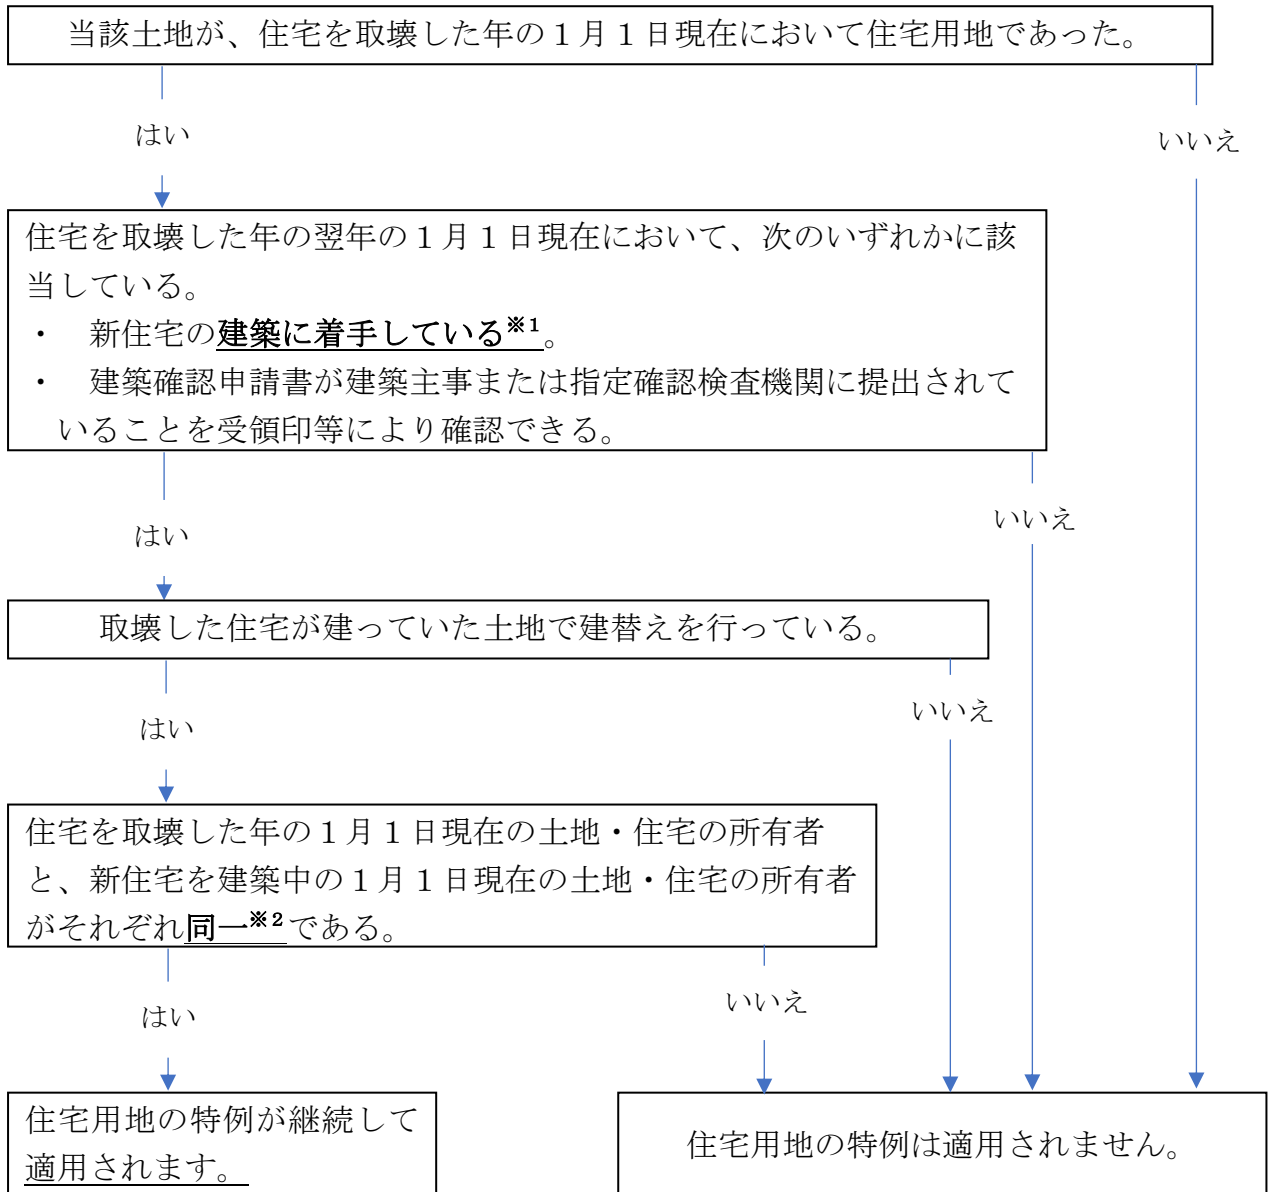 当該土地が、住宅を取壊した年の１月１日現在において住宅用地であった。
はい
いいえ
住宅を取壊した年の翌年の１月１日現在において、次のいずれかに該
当している。
・　新住宅の建築に着手している※1。
・　建築確認申請書が建築主事または指定確認検査機関に提出されて
いることを受領印等により確認できる。
はい
いいえ
取壊した住宅が建っていた土地で建替えを行っている。
はい
いいえ
住宅を取壊した年の１月１日現在の土地・住宅の所有者
と、新住宅を建築中の１月１日現在の土地・住宅の所有者
がそれぞれ同一※2である。
はい
いいえ
住宅用地の特例が継続して
適用されます。
住宅用地の特例は適用されません。